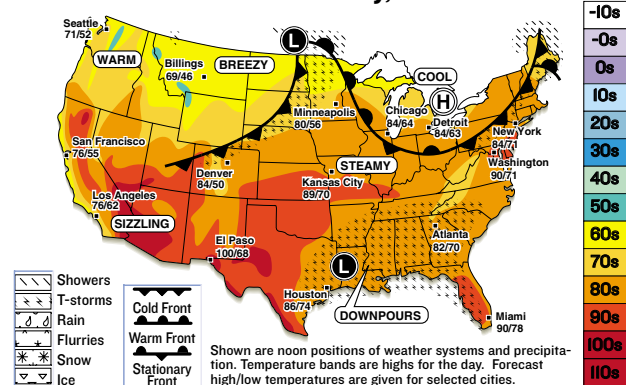 Seattle
71/52
WARM
Billings
69/46
BREEZY
L
COOL
H
Minneapolis
80/56
Chicago
84/64
Detroit
84/63
New York
84/71
Washington
90/71
San Francisco
76/55
Denver
84/50
STEAMY
Kansas City
89/70
Los Angeles
76/62
SIZZLING
El Paso
100/68
Atlanta
82/70
L
Houston
86/74
DOWNPOURS
Miami
90/78
Showers
T-storms
Rain
Flurries
Snow
Ice
Cold Front
Warm Front
Stationary
Front
Shown are noon positions of weather systems and precipita-
tion. Temperature bands are highs for the day. Forecast
high/low temperatures are given for selected cities.
-10s
-0s
0s
10s
20s
30s
40s
50s
60s
70s
80s
90s
100s
110s